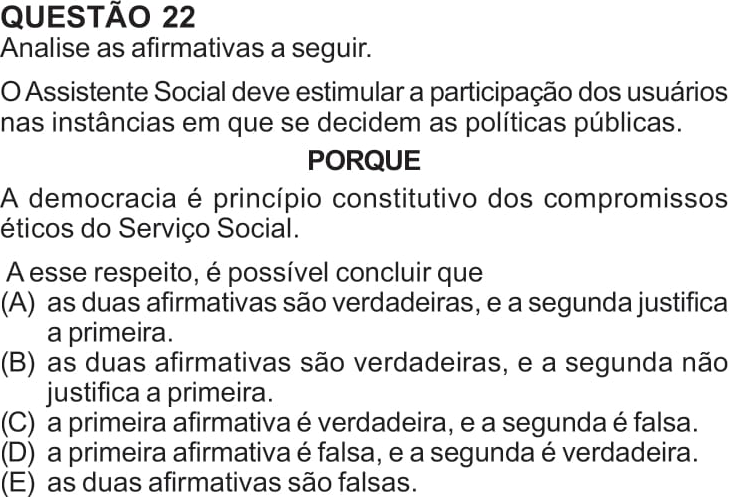 QUESTÃO 22
Analise as afirmativas a seguir.
O Assistente Social deve estimular a participação dos usuários
nas instâncias em que se decidem as políticas públicas.
PORQUE
A democracia é princípio constitutivo dos compromissos
éticos do Serviço Social.
A esse respeito, é possível concluir que
(A) as duas afirmativas são verdadeiras, e a segunda justifica
a primeira.
(B) as duas afirmativas são verdadeiras, e a segunda não
justifica a primeira.
(C) a primeira afirmativa é verdadeira, e a segunda é falsa.
(D) a primeira afirmativa é falsa, e a segunda é verdadeira.
(E) as duas afirmativas são falsas.